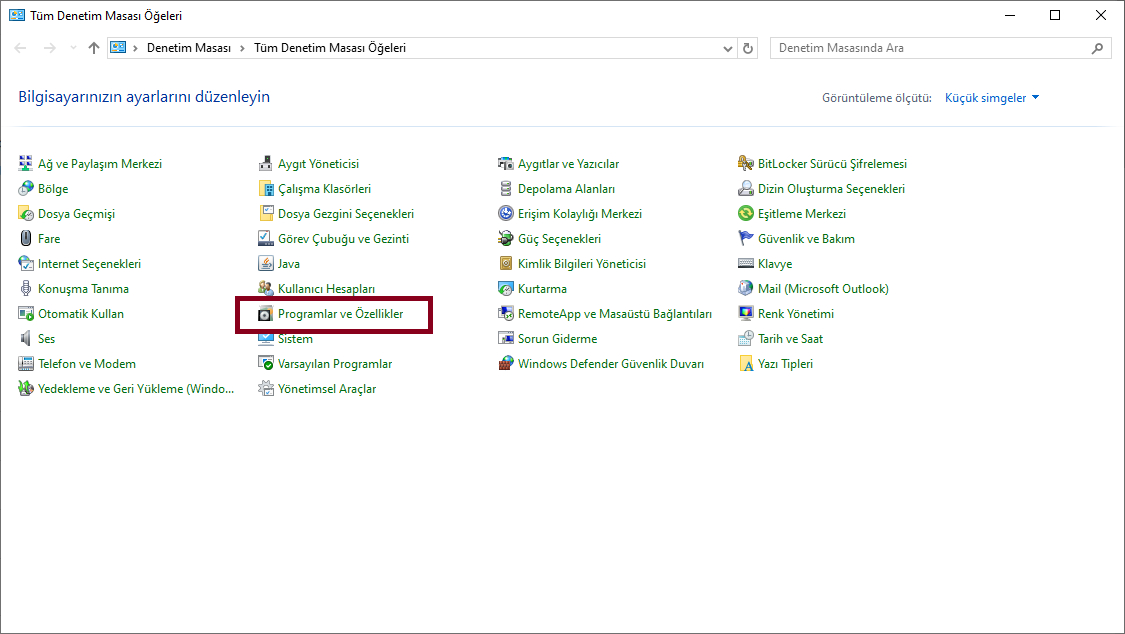 Tüm Denetim Masası Öğeleri
Denetim Masası > Tüm Denetim Masası Öğeleri
Denetim Masasında Ara
Bilgisayarınızın ayarlarını düzenleyin
Görüntüleme ölçütü: Küçük simgeler
Ağ ve Paylaşım Merkezi
Aygıt Yöneticisi
Aygıtlar ve Yazıcılar
BitLocker Sürücü Şifrelemesi
Bölge
Çalışma Klasörleri
Depolama Alanları
Dizin Oluşturma Seçenekleri
Dosya Geçmişi
Dosya Gezgini Seçenekleri
Erişim Kolaylığı Merkezi
Eşitleme Merkezi
Fare
Görev Çubuğu ve Gezinti
Güç Seçenekleri
Güvenlik ve Bakım
Internet Seçenekleri
Java
Kimlik Bilgileri Yöneticisi
Klavye
Konuşma Tanıma
Kullanıcı Hesapları
Kurtarma
Mail (Microsoft Outlook)
Otomatik Kullan
Programlar ve Özellikler
RemoteApp ve Masaüstü Bağlantıları
Renk Yönetimi
Ses
Sistem
Sorun Giderme
Tarih ve Saat
Telefon ve Modem
Varsayılan Programlar
Windows Defender Güvenlik Duvarı
Yazı Tipleri
Yedekleme ve Geri Yükleme (Windo...
Yönetimsel Araçlar